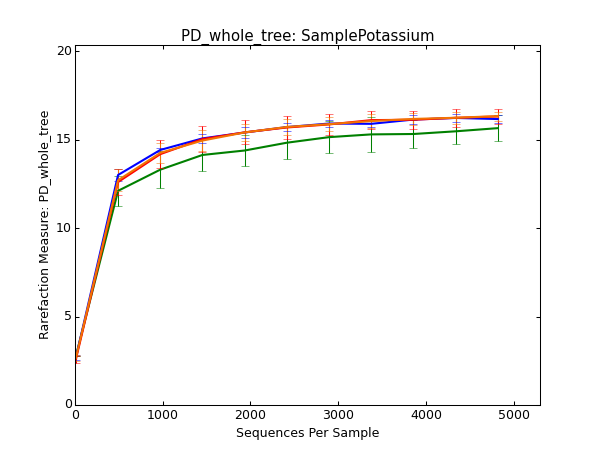 PD_whole_tree: SamplePotassium
20
15
10
5
0
Rarefaction Measure: PD_whole_tree
0 1000 2000 3000 4000 5000
Sequences Per Sample